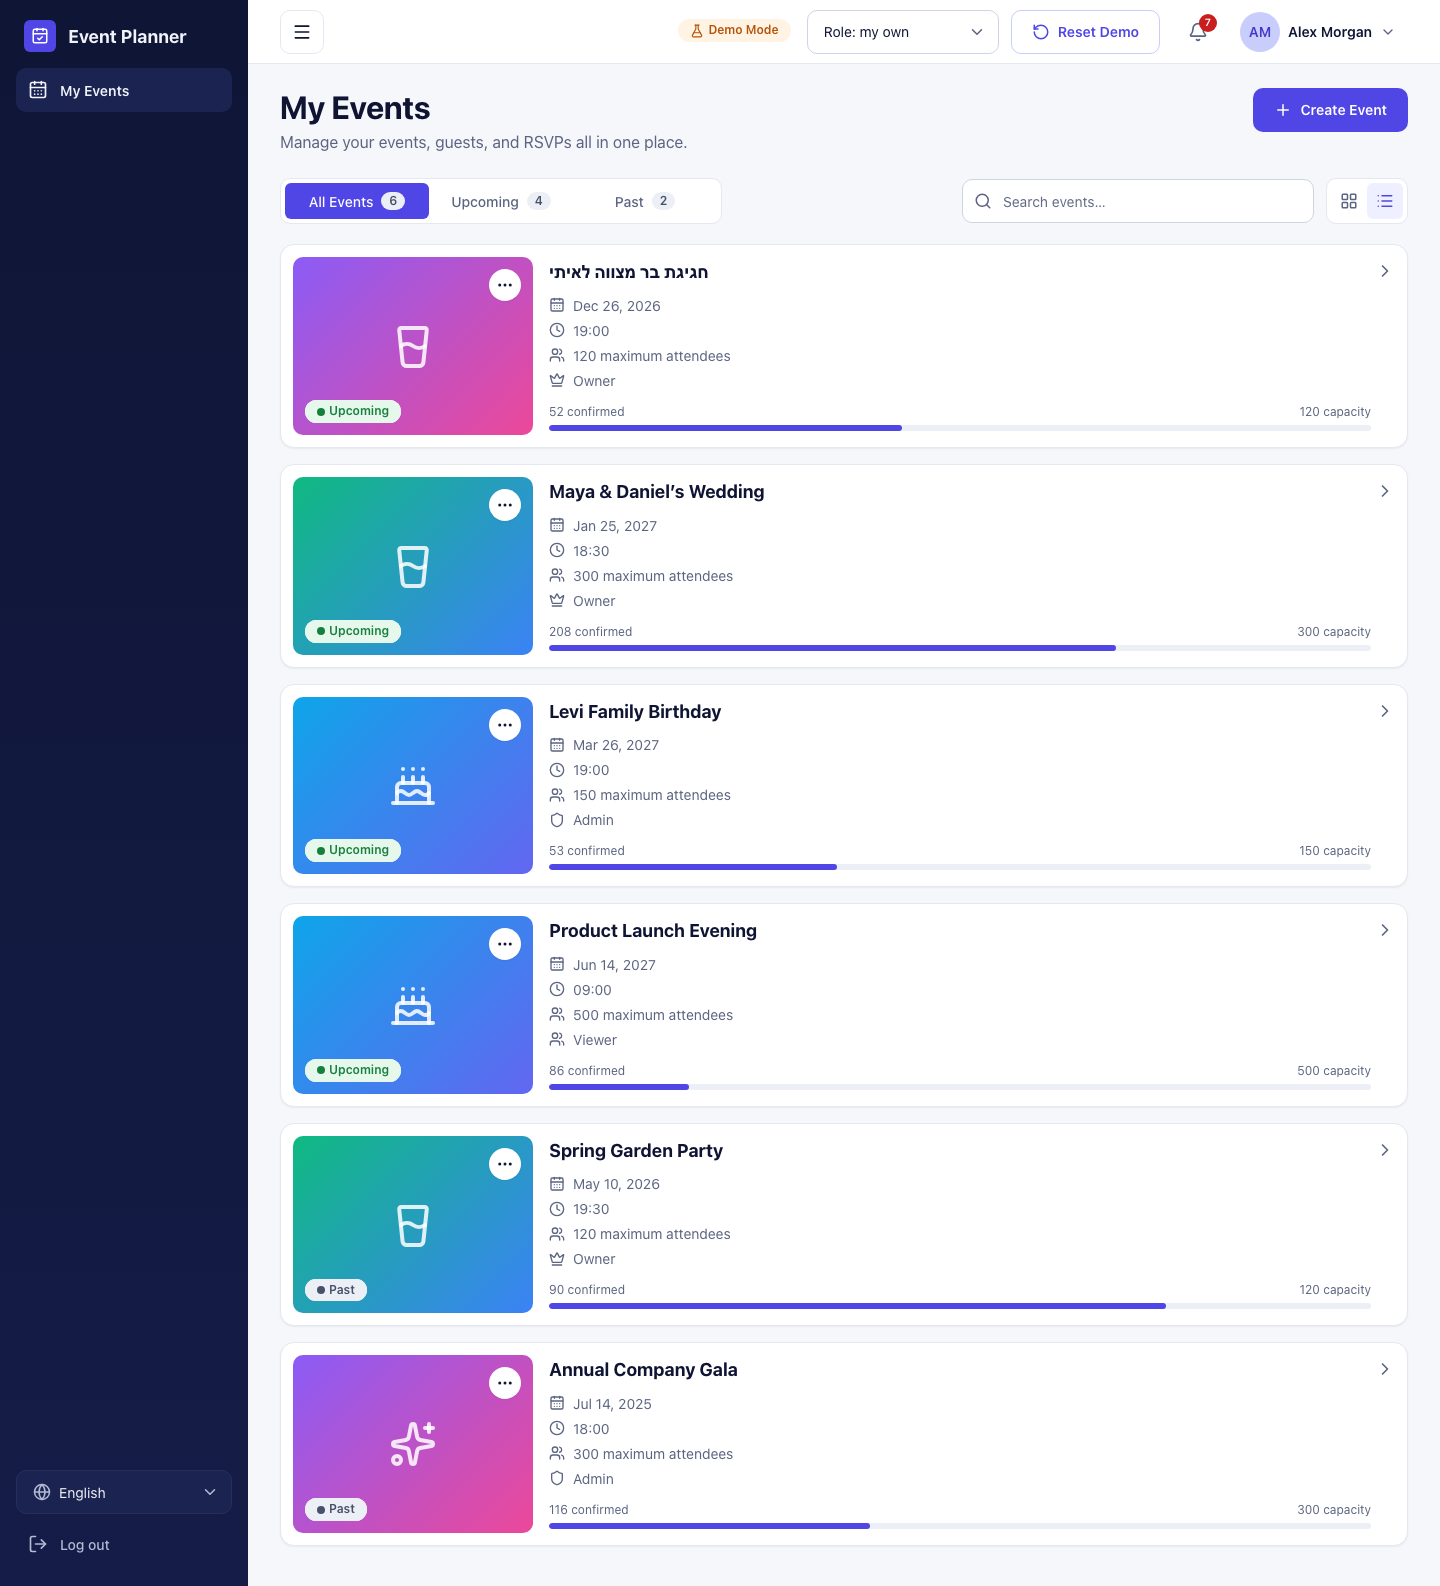 Event Planner
My Events
English
Log out
Demo Mode
Role: my own
Reset Demo
7
AM
Alex Morgan
My Events
Manage your events, guests, and RSVPs all in one place.
Create Event
All Events 6
Upcoming 4
Past 2
Search events...
Upcoming
חגיגת בר מצווה לאיתי
Dec 26, 2026
19:00
120 maximum attendees
Owner
52 confirmed
120 capacity
Upcoming
Maya & Daniel's Wedding
Jan 25, 2027
18:30
300 maximum attendees
Owner
208 confirmed
300 capacity
Upcoming
Levi Family Birthday
Mar 26, 2027
19:00
150 maximum attendees
Admin
53 confirmed
150 capacity
Upcoming
Product Launch Evening
Jun 14, 2027
09:00
500 maximum attendees
Viewer
86 confirmed
500 capacity
Past
Spring Garden Party
May 10, 2026
19:30
120 maximum attendees
Owner
90 confirmed
120 capacity
Past
Annual Company Gala
Jul 14, 2025
18:00
300 maximum attendees
Admin
116 confirmed
300 capacity